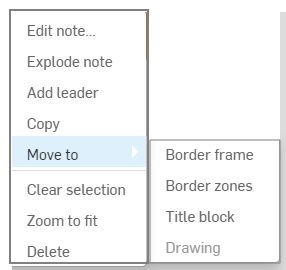 Edit note...
Explode note
Add leader
Copy
Move to
Clear selection
Zoom to fit
Delete
Border frame
Border zones
Title block
Drawing